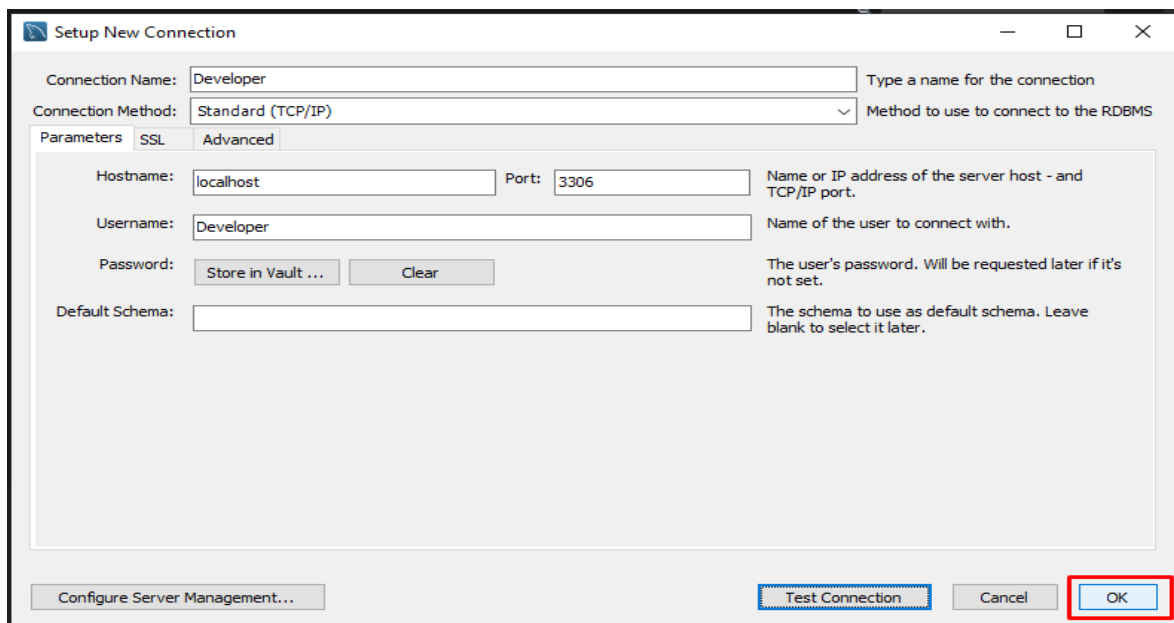 Setup New Connection
Connection Name: Developer Type a name for the connection
Connection Method: Standard (TCP/IP) Method to use to connect to the RDBMS
Parameters SSL Advanced
Hostname: localhost Port: 3306 Name or IP address of the server host - and
TCP/IP port.
Username: Developer Name of the user to connect with.
Password: Store in Vault ... Clear The user's password. Will be requested later if it's
not set.
Default Schema: The schema to use as default schema. Leave
blank to select it later.
Configure Server Management... Test Connection Cancel OK